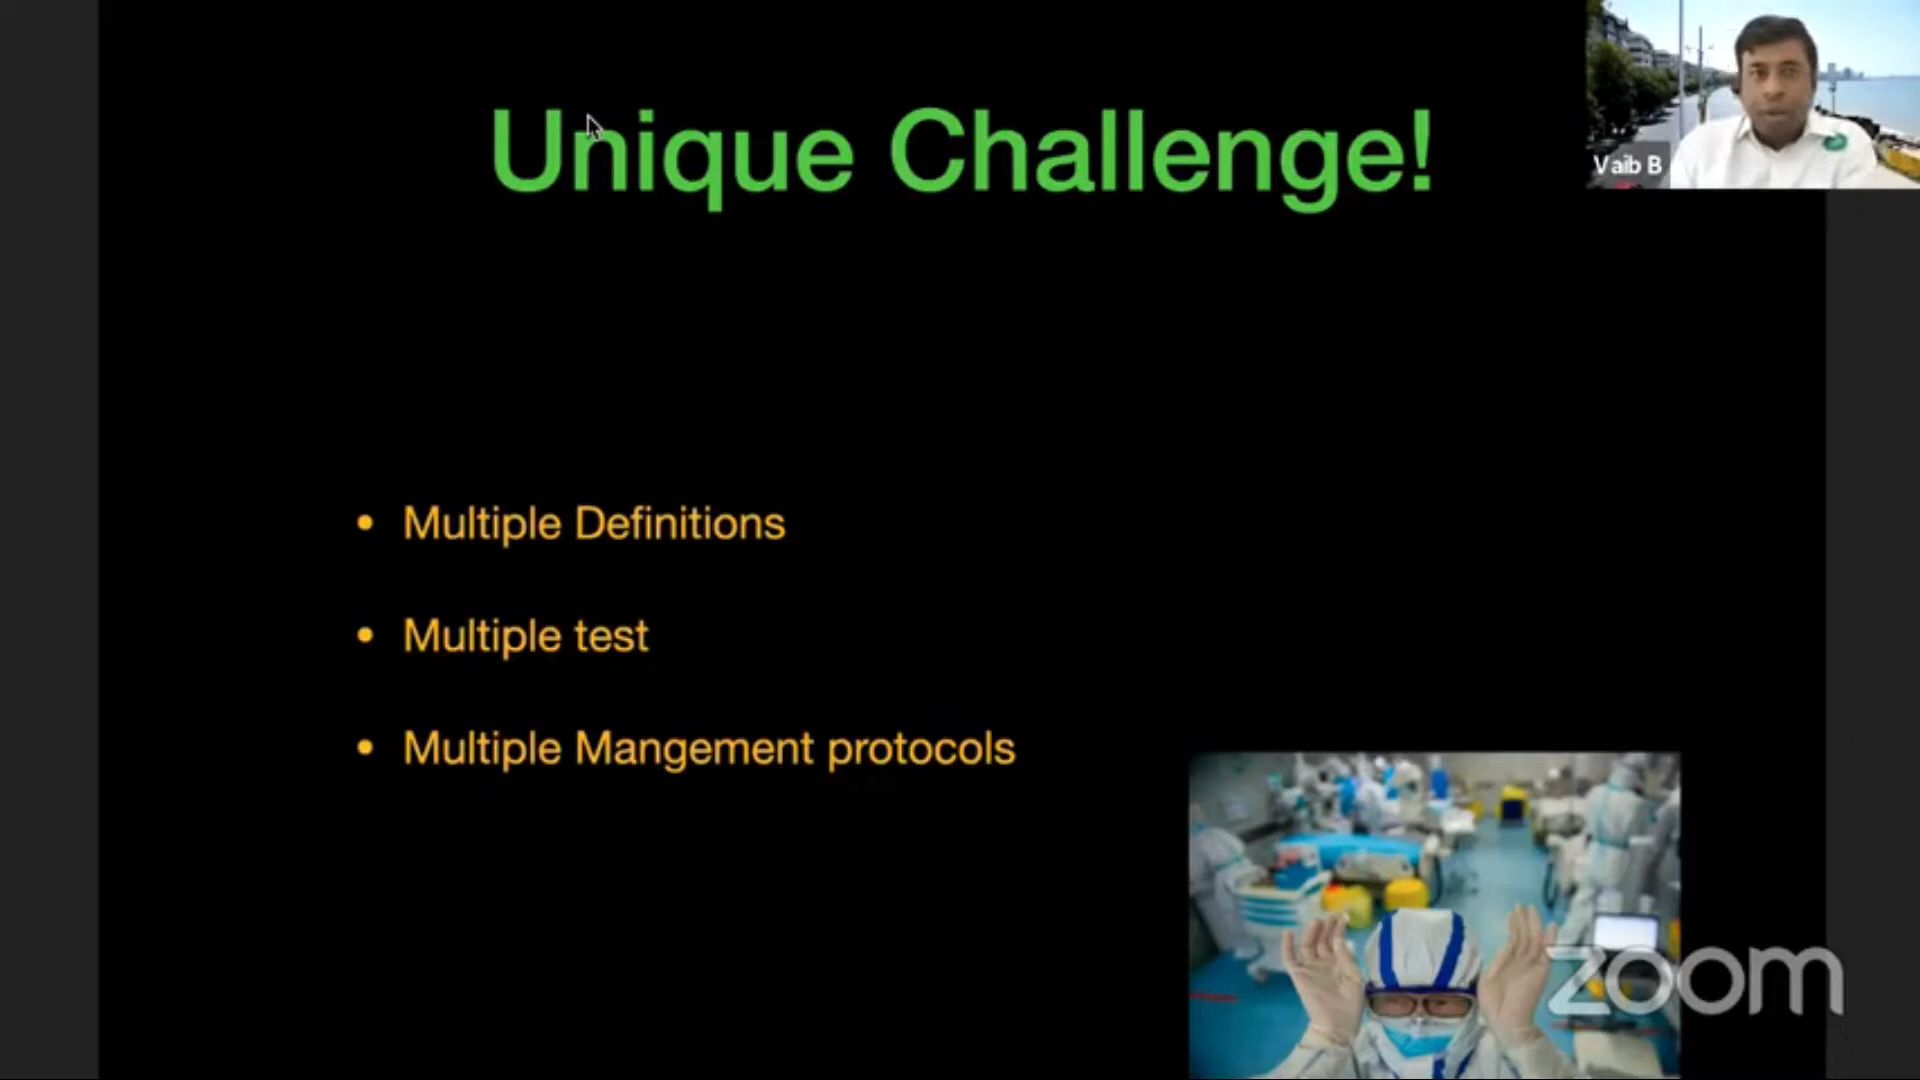 Unique Challenge!
Vaib B
• Multiple Definitions
• Multiple test
• Multiple Mangement protocols
zoom